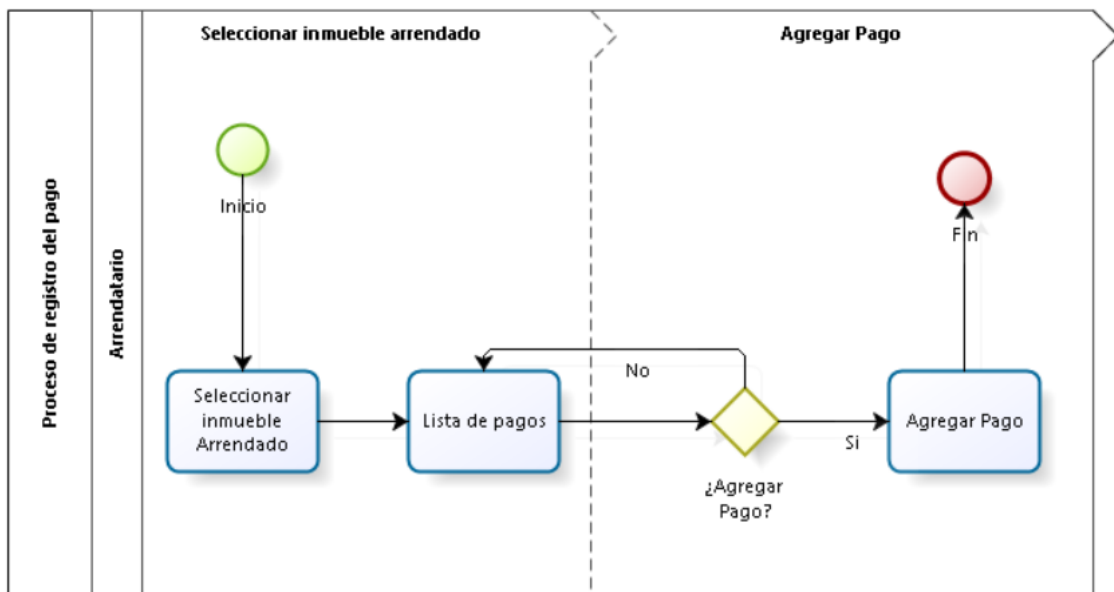 Seleccionar inmueble arrendado
Agregar Pago
Proceso de registro del pago
Arrendatario
Inicio
Fin
Seleccionar
inmueble
Arrendado
Lista de pagos
No
¿Agregar
Pago?
Si
Agregar Pago